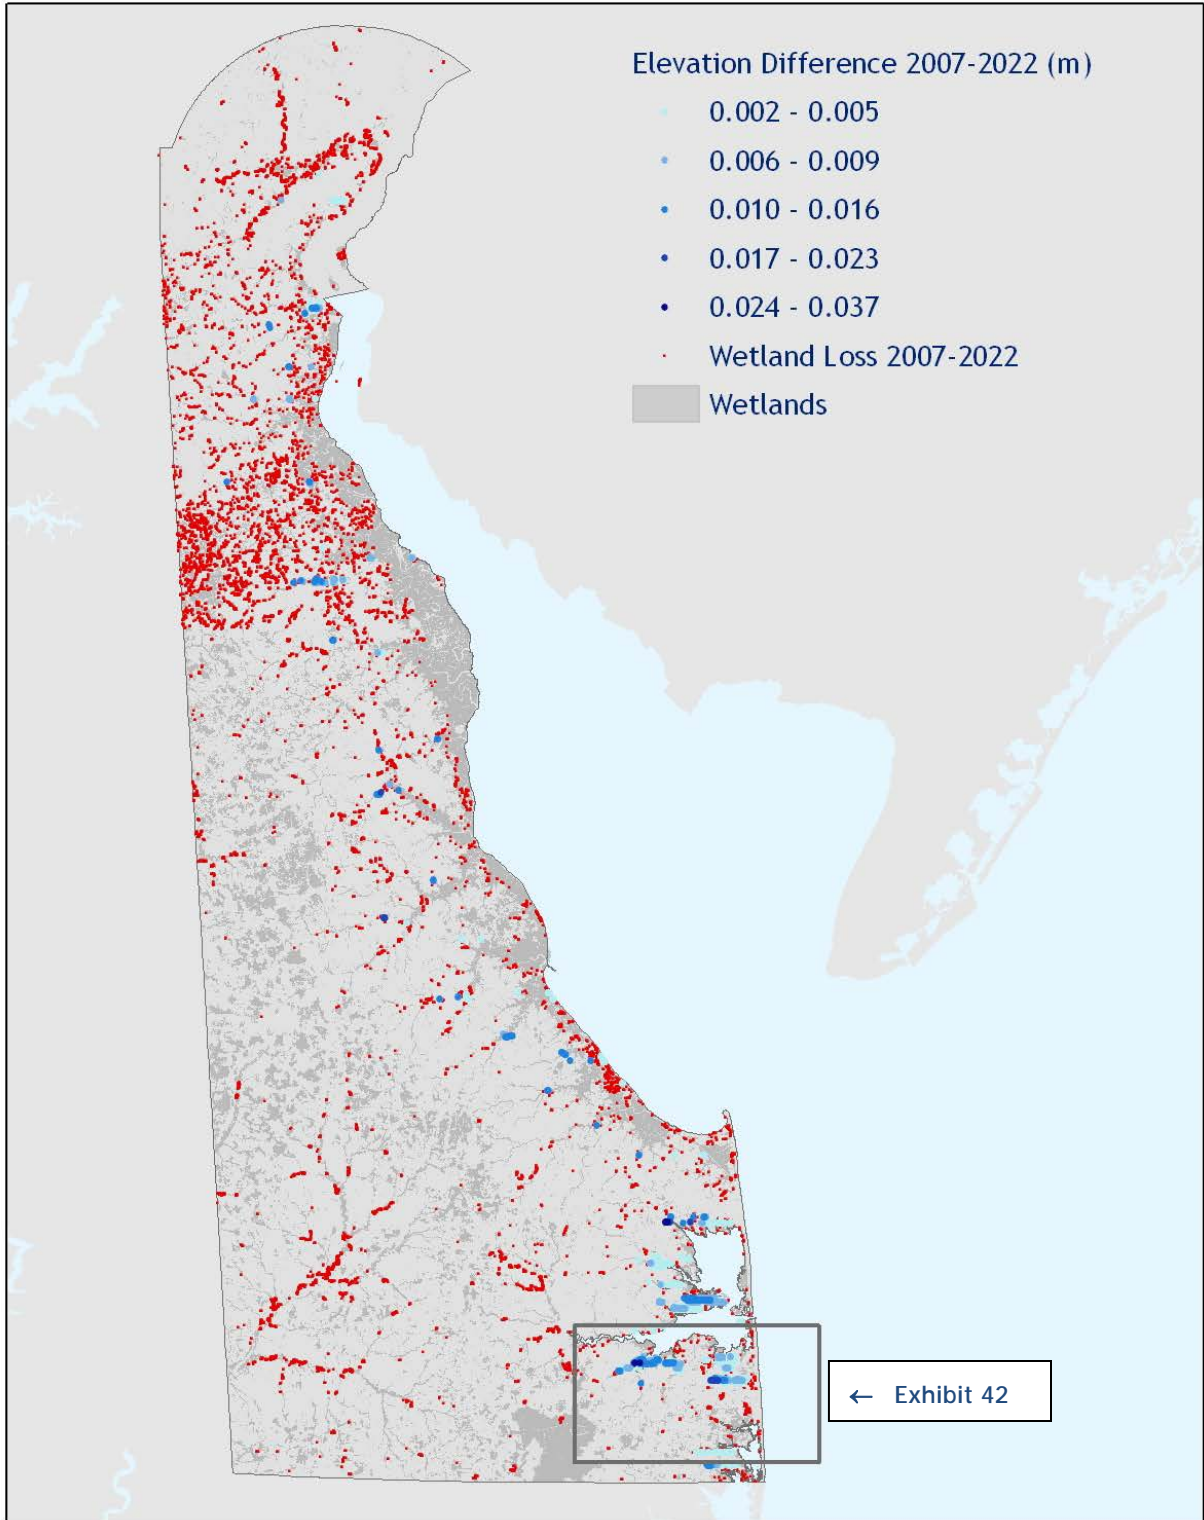 Elevation Difference 2007-2022 (m)
0.002 - 0.005
0.006 - 0.009
0.010 - 0.016
0.017 - 0.023
0.024 - 0.037
Wetland Loss 2007-2022
Wetlands
← Exhibit 42